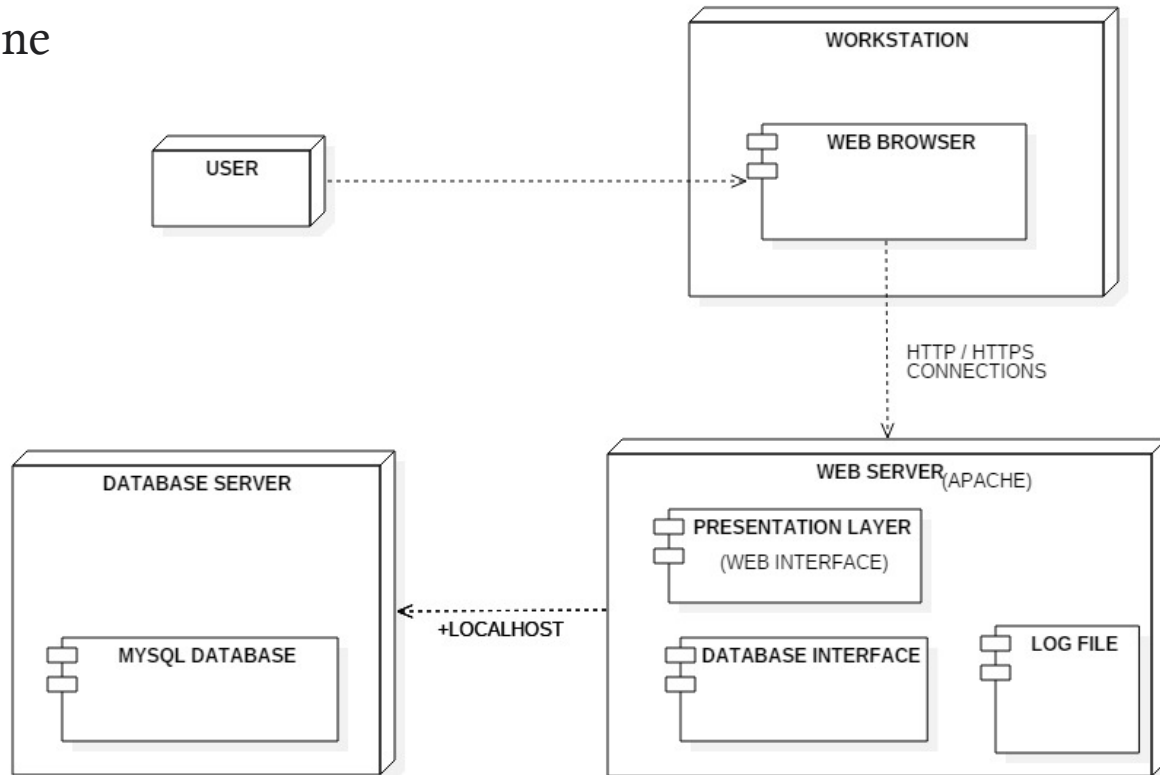 ne
WORKSTATION
WEB BROWSER
USER
HTTP / HTTPS
CONNECTIONS
DATABASE SERVER
WEB SERVER
(APACHE)
PRESENTATION LAYER
(WEB INTERFACE)
+LOCALHOST
MYSQL DATABASE
DATABASE INTERFACE
LOG FILE